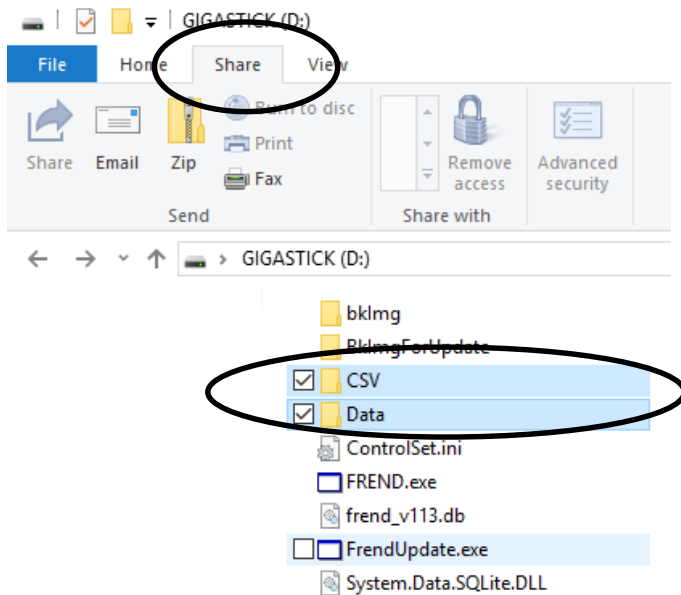 GIGASTICK (D:)
File Home Share View
Burn to disc
Print
Share Email Zip Fax Remove access Advanced security
Send Share with
GIGASTICK (D:)
bkImg
BkImgForUpdate
CSV
Data
ControlSet.ini
FREND.exe
frend_v113.db
FrendUpdate.exe
System.Data.SQLite.DLL